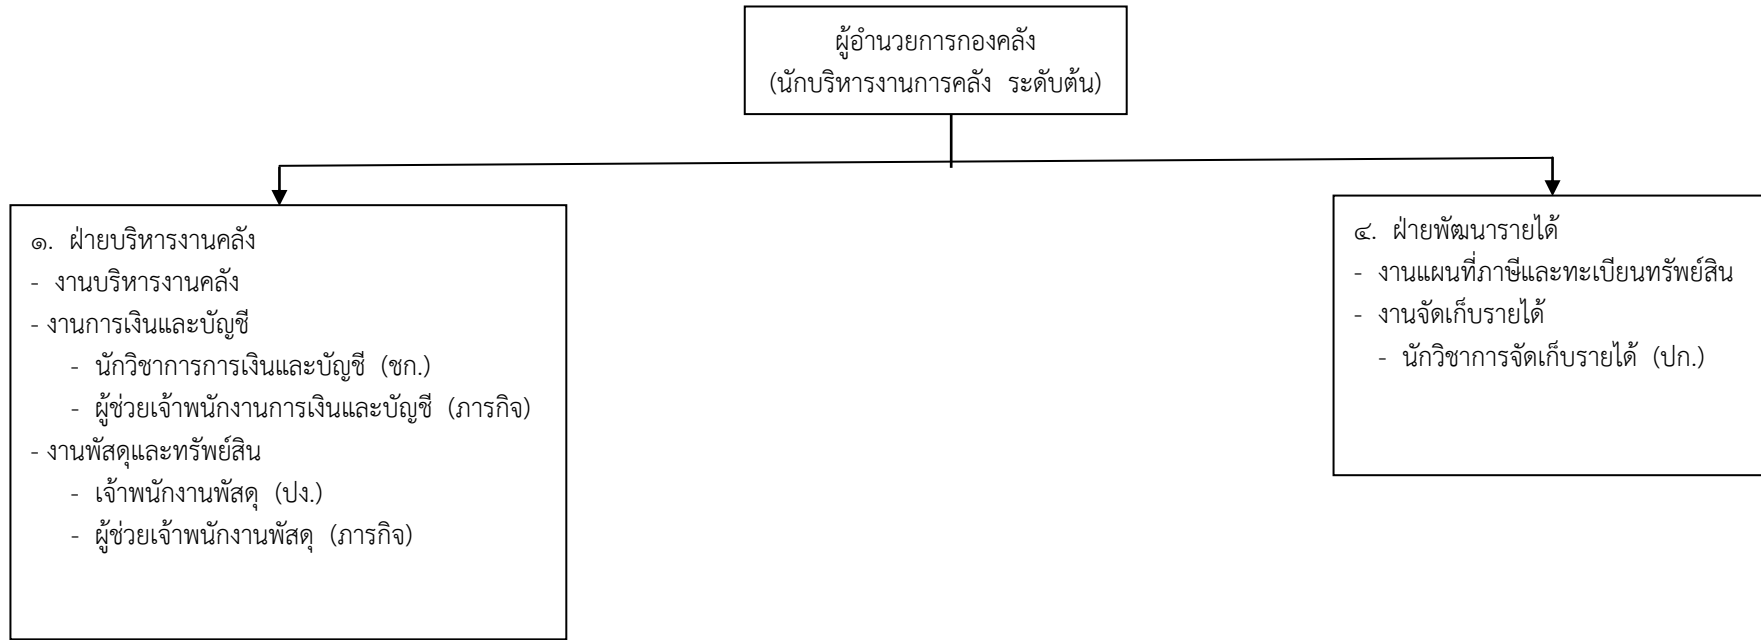 ผู้อำนวยการกองคลัง
(นักบริหารงานการคลัง ระดับต้น)
๑. ฝ่ายบริหารงานคลัง
- งานบริหารงานคลัง
- งานการเงินและบัญชี
- นักวิชาการการเงินและบัญชี (ชก.)
- ผู้ช่วยเจ้าพนักงานการเงินและบัญชี (ภารกิจ)
- งานพัสดุและทรัพย์สิน
- เจ้าพนักงานพัสดุ (ปง.)
- ผู้ช่วยเจ้าพนักงานพัสดุ (ภารกิจ)
๔. ฝ่ายพัฒนารายได้
- งานแผนที่ภาษีและทะเบียนทรัพย์สิน
- งานจัดเก็บรายได้
- นักวิชาการจัดเก็บรายได้ (ปก.)